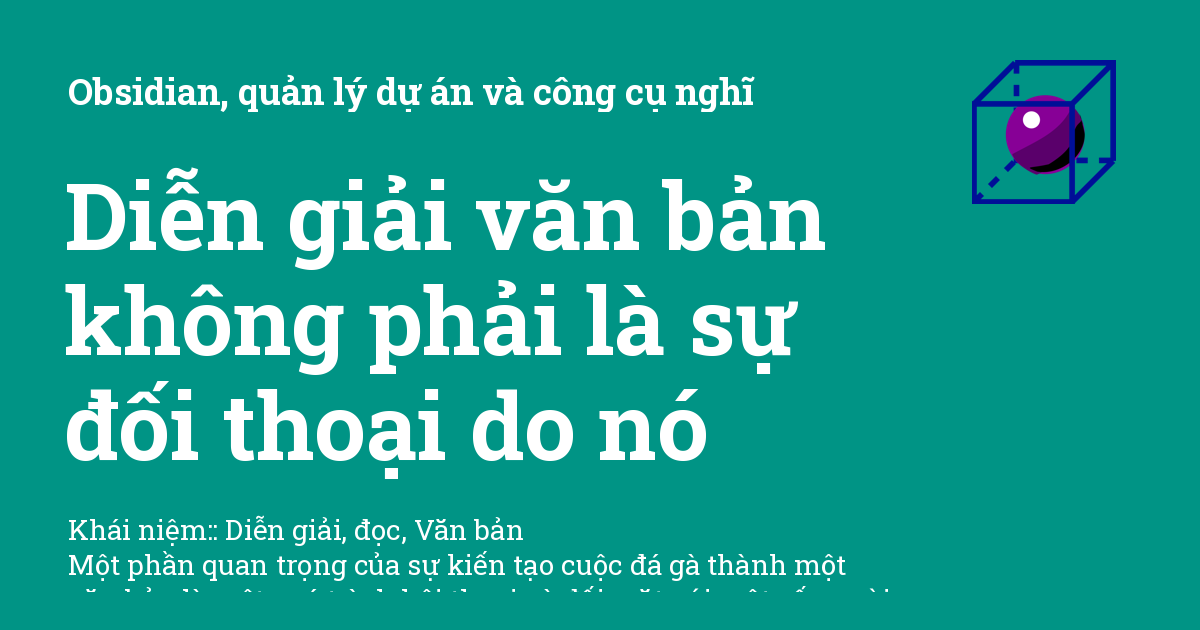 Obsidian, quản lý dự án và công cụ nghĩ
Diễn giải văn bản
không phải là sự
đối thoại do nó
Khái niệm:: Diễn giải, đọc, Văn bản
Một phần quan trọng của sự kiến tạo cuộc đá gà thành một